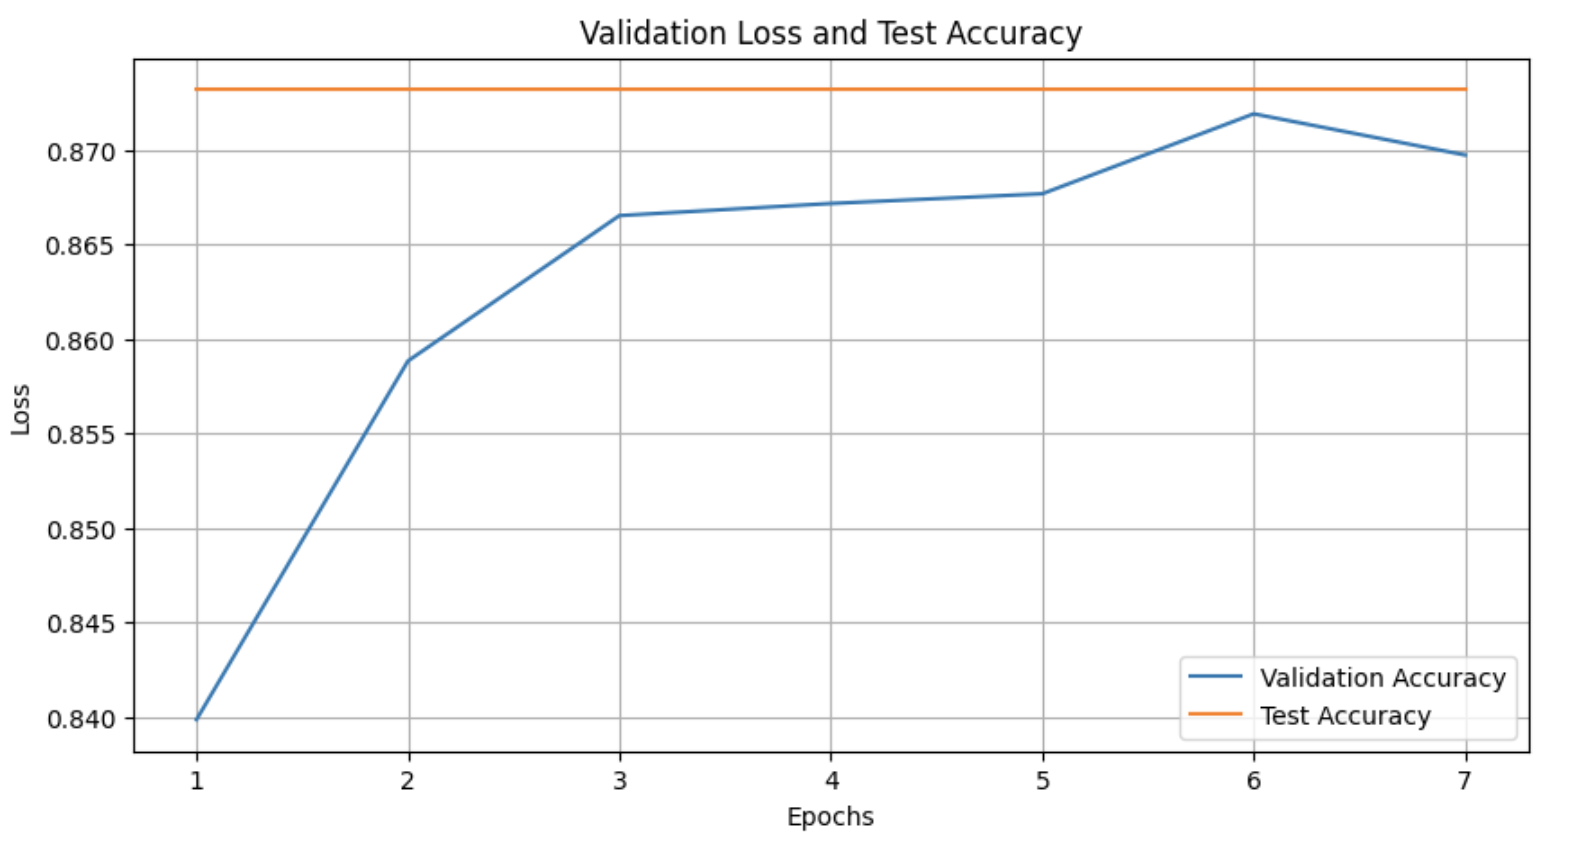 Validation Loss and Test Accuracy
0.870
0.865
0.860
0.855
0.850
0.845
0.840
Loss
Validation Accuracy
Test Accuracy
1 2 3 4 5 6 7
Epochs